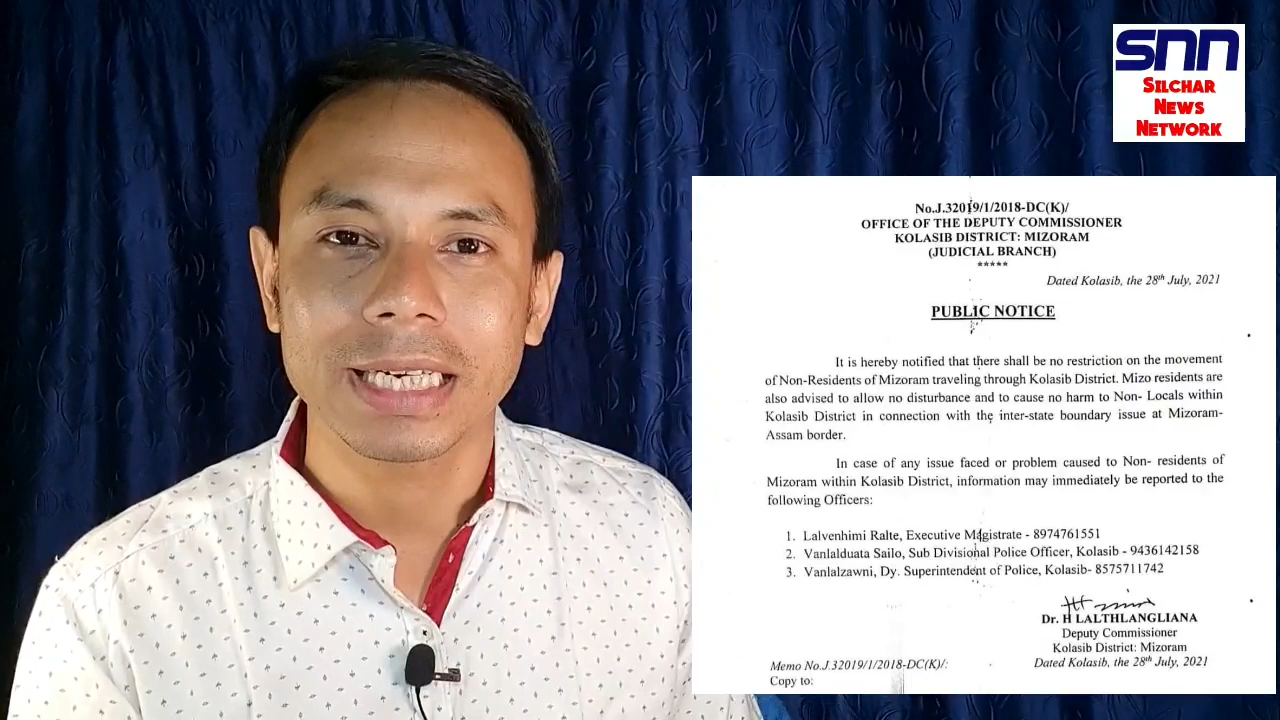 SNN
SILCHAR
NEWS
NETWORK
No.J.32019/1/2018-DC(K)/
OFFICE OF THE DEPUTY COMMISSIONER
KOLASIB DISTRICT: MIZORAM
(JUDICIAL BRANCH)
*****
Dated Kolasib, the 28th July, 2021
PUBLIC NOTICE
It is hereby notified that there shall be no restriction on the movement
of Non-Residents of Mizoram traveling through Kolasib District. Mizo residents are
also advised to allow no disturbance and to cause no harm to Non- Locals within
Kolasib District in connection with the inter-state boundary issue at Mizoram-
Assam border.
In case of any issue faced or problem caused to Non- residents of
Mizoram within Kolasib District, information may immediately be reported to the
following Officers:
1. Lalvenhimi Ralte, Executive Magistrate - 8974761551
2. Vanlalduata Sailo, Sub Divisional Police Officer, Kolasib - 9436142158
3. Vanlalzawni, Dy. Superintendent of Police, Kolasib- 8575711742
Dr. H LALTHLANGLIANA
Deputy Commissioner
Kolasib District: Mizoram
Memo No.J.32019/1/2018-DC(K)/: Dated Kolasib, the 28th July, 2021
Copy to: